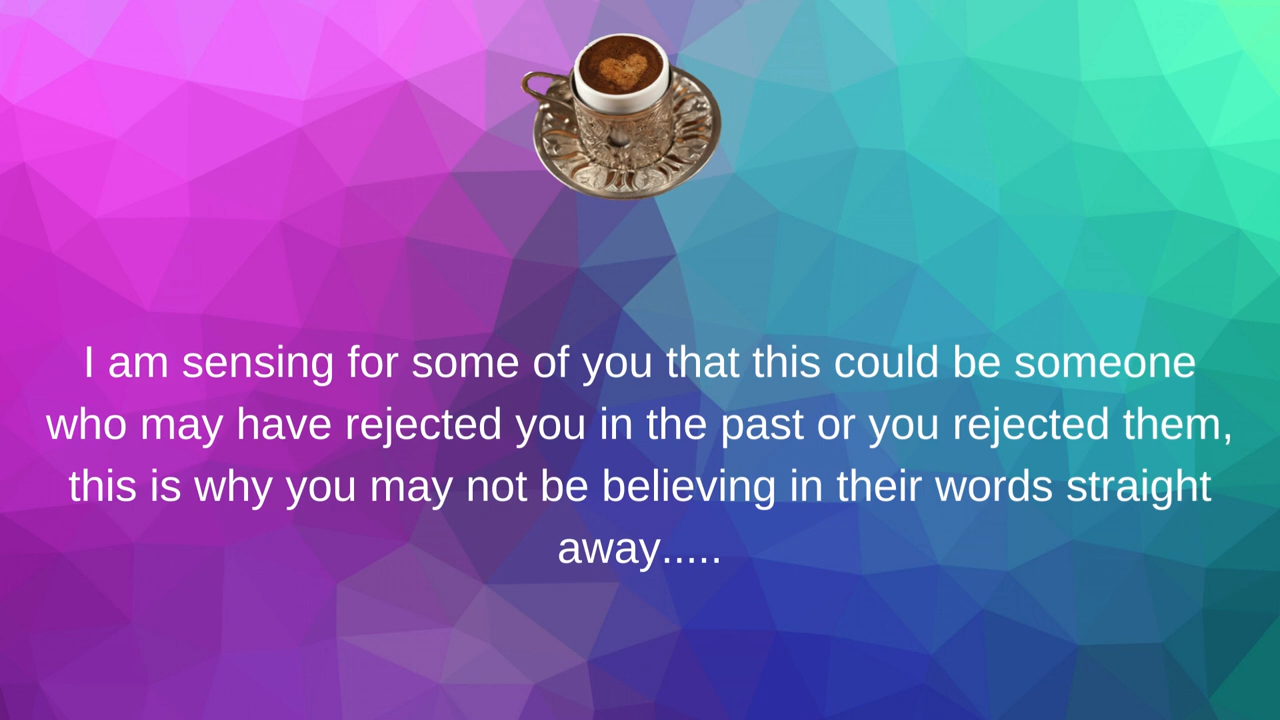 I am sensing for some of you that this could be someone
who may have rejected you in the past or you rejected them,
this is why you may not be believing in their words straight
away.....